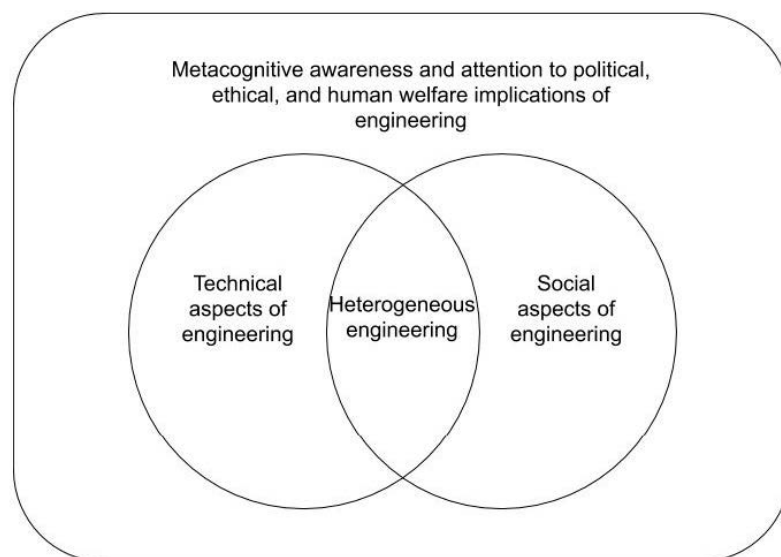 Metacognitive awareness and attention to political,
ethical, and human welfare implications of
engineering
Technical
aspects of
engineering
Heterogeneous
engineering
Social
aspects of
engineering